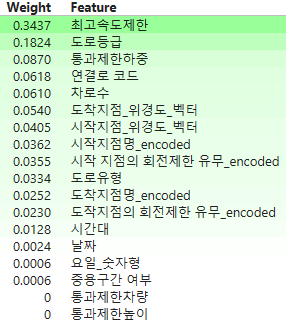 Weight Feature
0.3437 최고속도제한
0.1824 도로등급
0.0870 통과제한하중
0.0618 연결로 코드
0.0610 차로수
0.0540 도착지점_위경도_벡터
0.0405 시작지점_위경도_벡터
0.0362 시작지점명_encoded
0.0355 시작 지점의 회전제한 유무_encoded
0.0334 도로유형
0.0252 도착지점명_encoded
0.0230 도작지점의 회전제한 유무_encoded
0.0128 시간대
0.0024 날짜
0.0006 요일_숫자형
0.0006 중용구간 여부
0 통과제한차량
0 통과제한높이